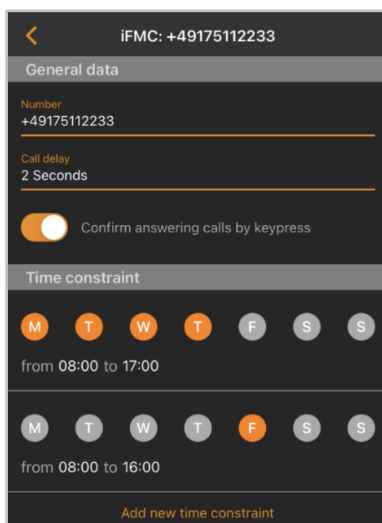 iFMC: +49175112233
General data
Number
+49175112233
Call delay
2 Seconds
Confirm answering calls by keypress
Time constraint
M T W T F S S
from 08:00 to 17:00
M T W T F S S
from 08:00 to 16:00
Add new time constraint